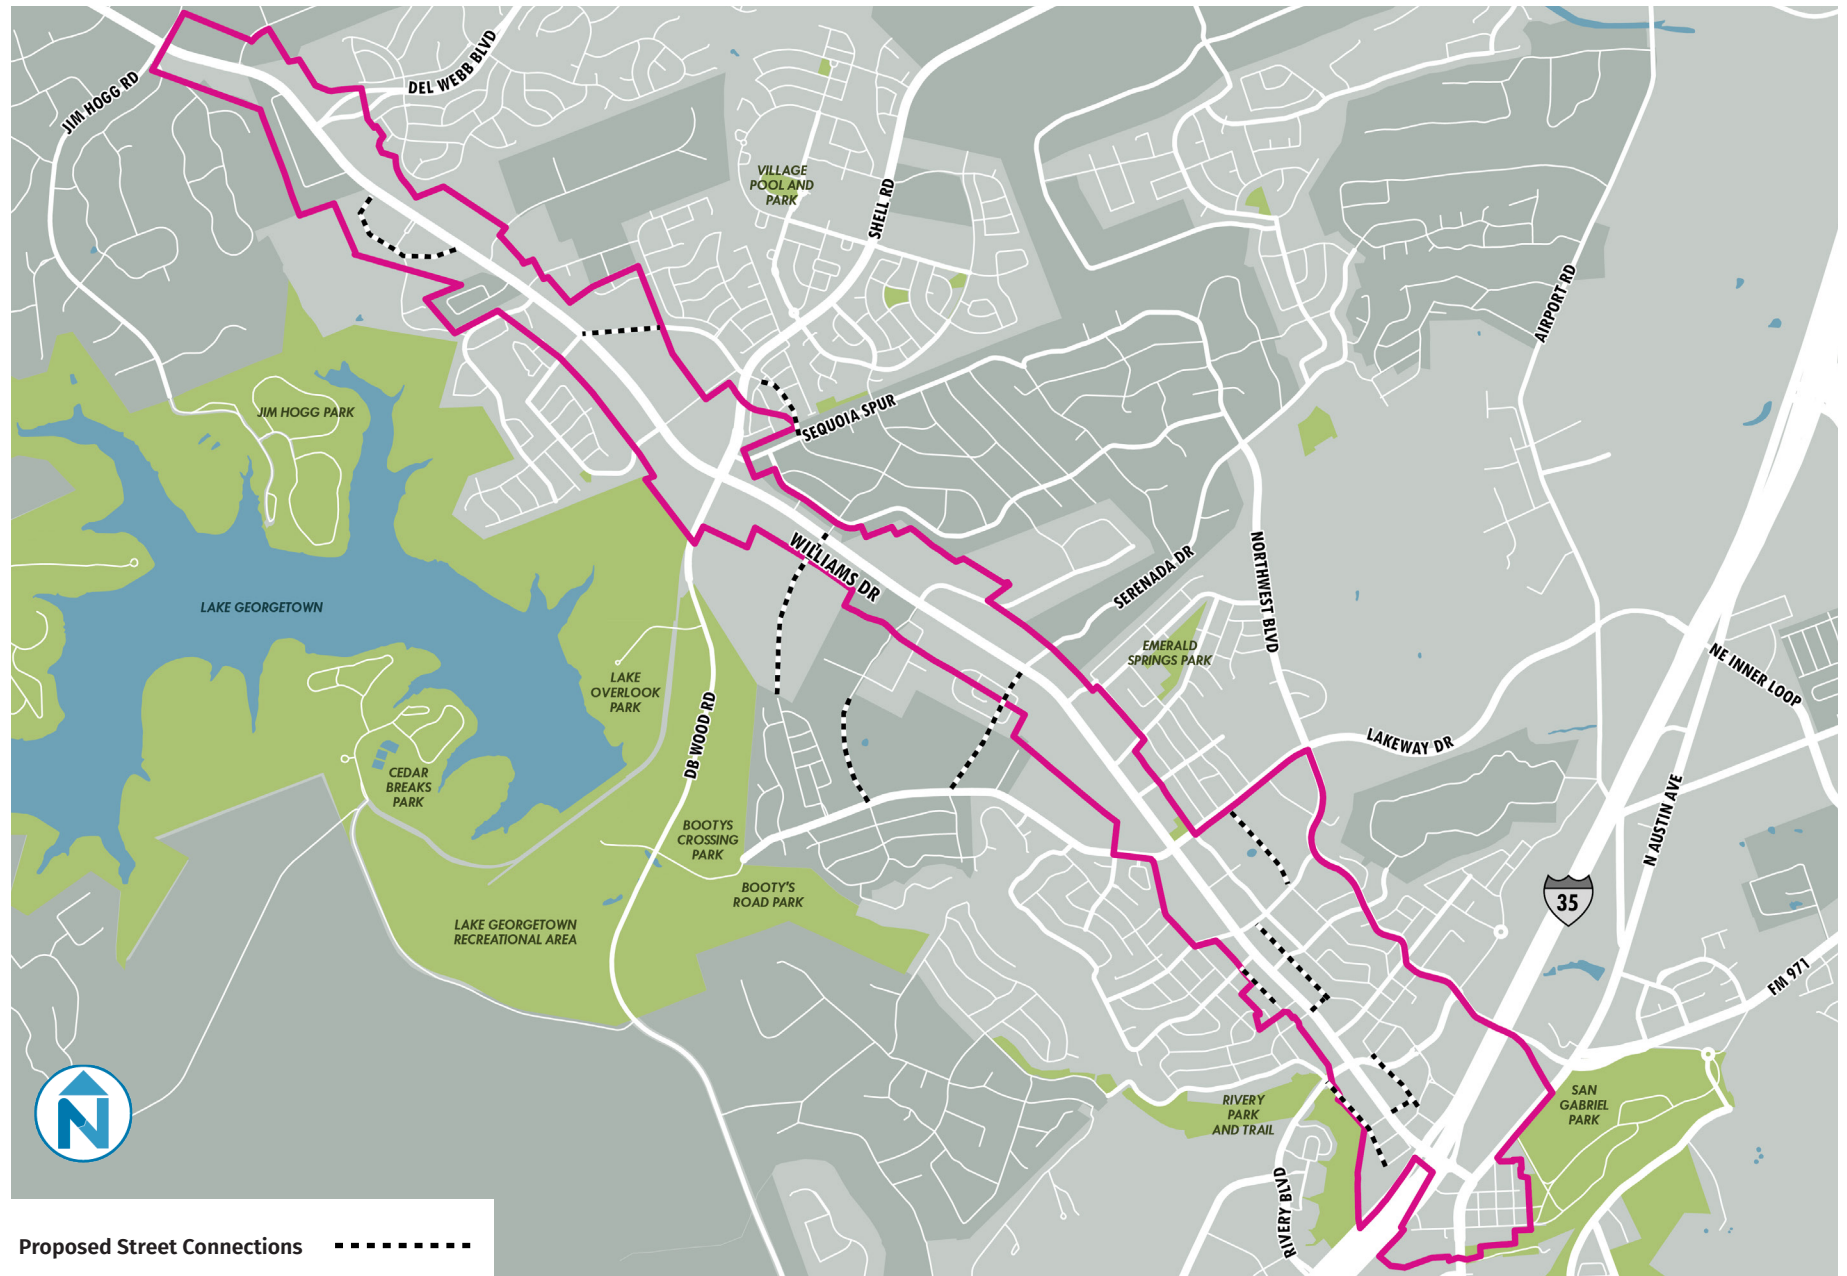 DEL WEBB BLVD
JIM HOGG RD
VILLAGE
POOL AND
PARK
SHELL RD
AIRPORT RD
JIM HOGG PARK
SEQUOIA SPUR
WILLIAMS DR
SERENADA DR
NORTHWEST BLVD
LAKE GEORGETOWN
EMERALD
SPRINGS PARK
NE INNER LOOP
LAKE
OVERLOOK
PARK
DB WOOD RD
LAKEWAY DR
CEDAR
BREAKS
PARK
N AUSTIN AVE
BOOTYS
CROSSING
PARK
BOOTY'S
ROAD PARK
35
LAKE GEORGETOWN
RECREATIONAL AREA
FM 971
SAN
GABRIEL
PARK
RIVERY
PARK
AND TRAIL
N
RIVERY BLVD
Proposed Street Connections